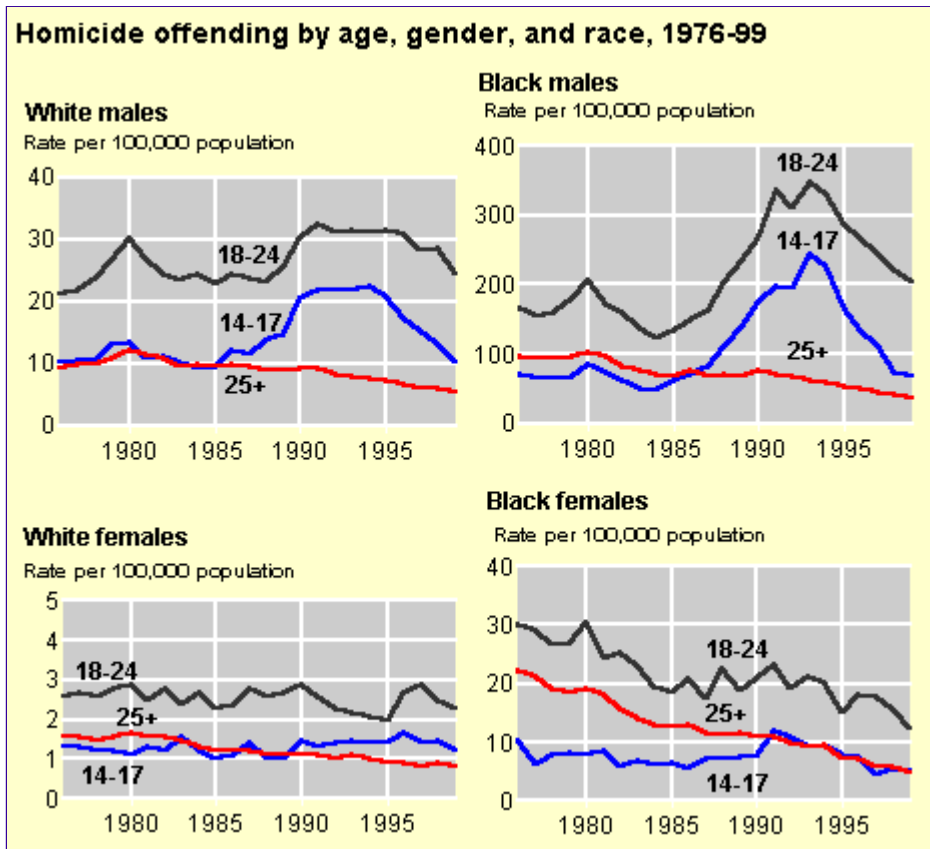 Homicide offending by age, gender, and race, 1976-99
White males
Rate per 100,000 population
40
30
20
10
0
18-24
14-17
25+
1980 1985 1990 1995
Black males
Rate per 100,000 population
400
300
200
100
0
18-24
14-17
25+
1980 1985 1990 1995
White females
Rate per 100,000 population
5
4
3
2
1
0
18-24
25+
14-17
1980 1985 1990 1995
Black females
Rate per 100,000 population
40
30
20
10
0
18-24
25+
14-17
1980 1985 1990 1995